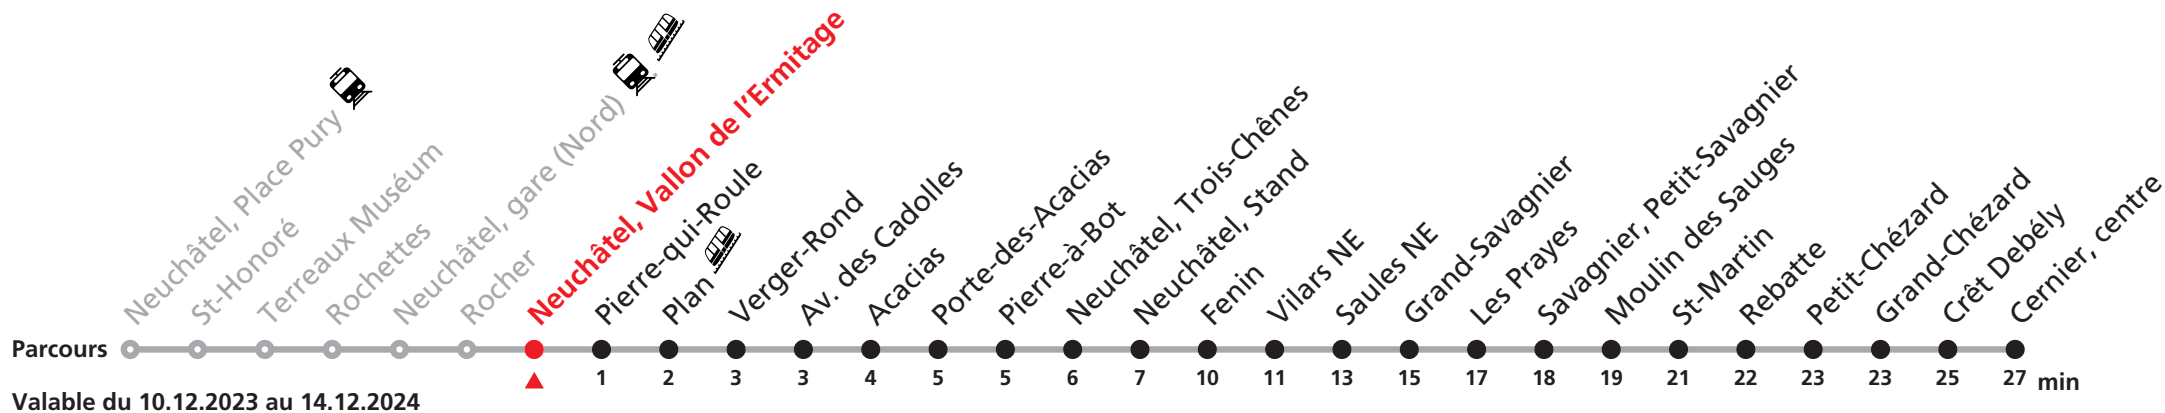 Neuchâtel, Place Pury
St-Honoré
Terreaux Muséum
Rochettes
Neuchâtel, gare (Nord)
Rocher
Neuchâtel, Vallon de l'Ermitage
Pierre-qui-Roule
Plan
Verger-Rond
Av. des Cadolles
Acacias
Porte-des-Acacias
Pierre-à-Bot
Neuchâtel, Trois-Chênes
Neuchâtel, Stand
Fenin
Vilars NE
Saules NE
Grand-Savagnier
Les Prayes
Savagnier, Petit-Savagnier
Moulin des Sauges
St-Martin
Rebatte
Petit-Chézard
Grand-Chézard
Crêt Debély
Cernier, centre
Parcours
1 2 3 3 4 5 5 6 7 10 11 13 15 17 18 19 21 22 23 23 25 27 min
Valable du 10.12.2023 au 14.12.2024